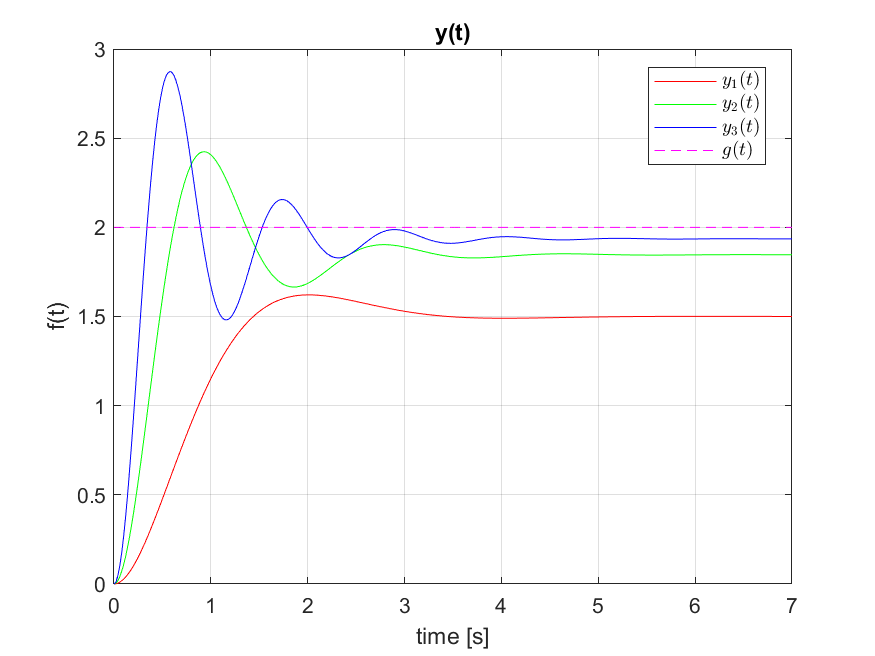 y(t)
3
2.5
2
1.5
1
0.5
0
f(t)
y₁(t)
y₂(t)
y₃(t)
g(t)
0 1 2 3 4 5 6 7
time [s]